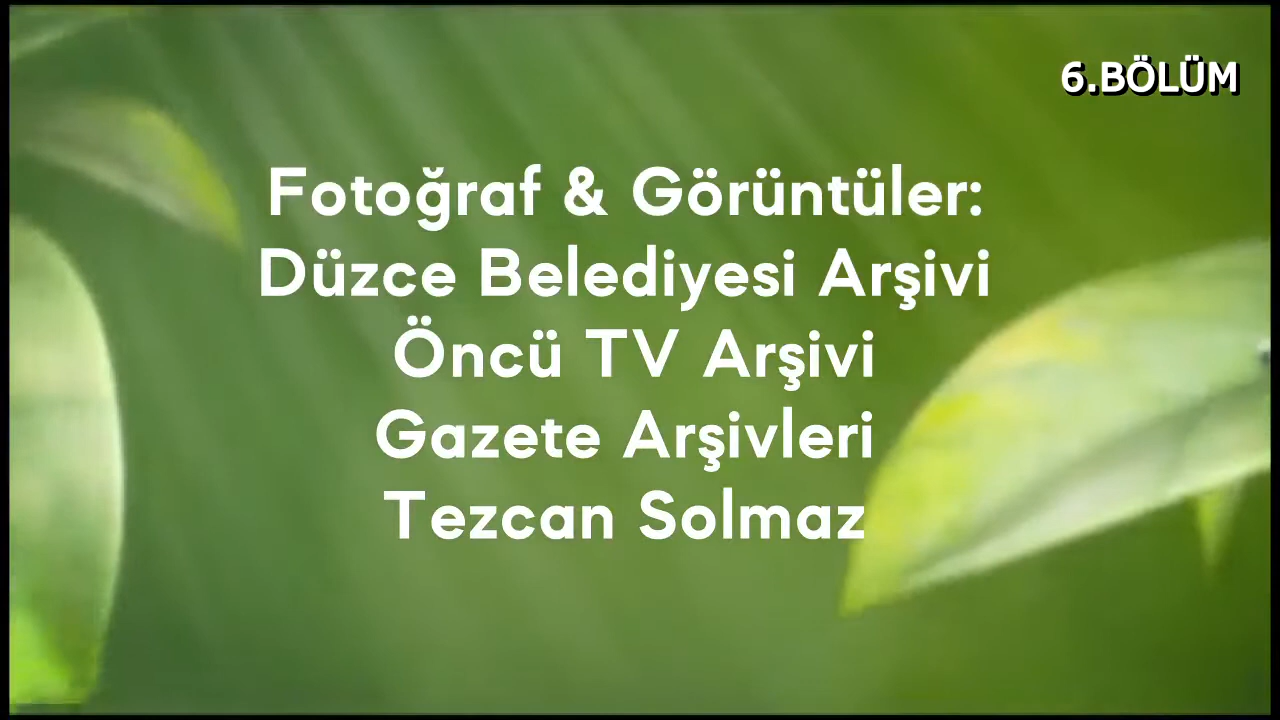 6.BÖLÜM
Fotoğraf & Görüntüler:
Düzce Belediyesi Arşivi
Öncü TV Arşivi
Gazete Arşivleri
Tezcan Solmaz